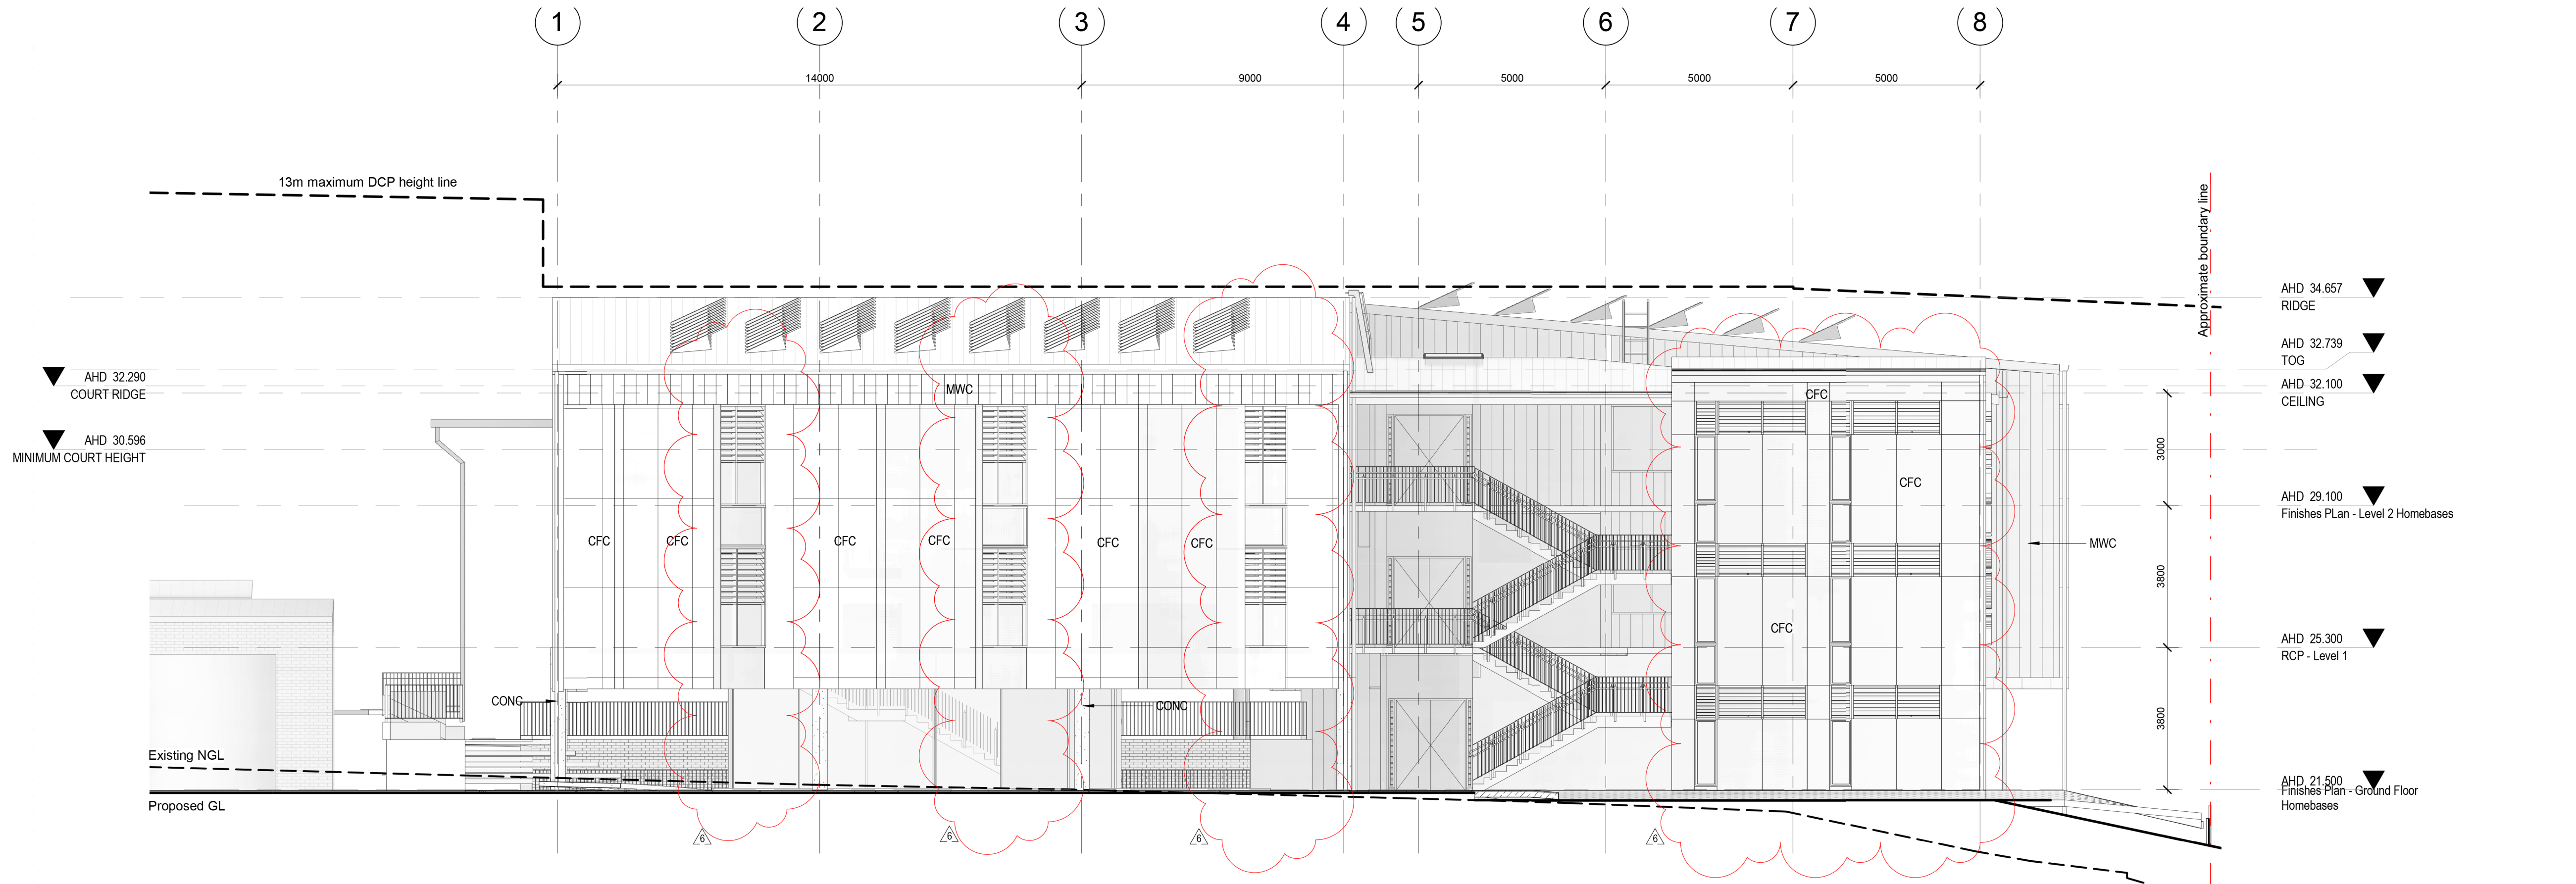 1 2 3 4 5 6 7 8
14000 9000 5000 5000 5000
13m maximum DCP height line
Approximate boundary line
AHD 34.657
RIDGE
AHD 32.739
TOG
AHD 32.290
COURT RIDGE
AHD 32.100
CEILING
MWC
CFC
AHD 30.596
MINIMUM COURT HEIGHT
3000
CFC
AHD 29.100
Finishes PLan - Level 2 Homebases
CFC CFC CFC CFC CFC CFC
MWC
3800
CFC
AHD 25.300
RCP - Level 1
CONC
CONC
3800
Existing NGL
AHD 21.500
Finishes Plan - Ground Floor
Homebases
Proposed GL
6 6 6 6